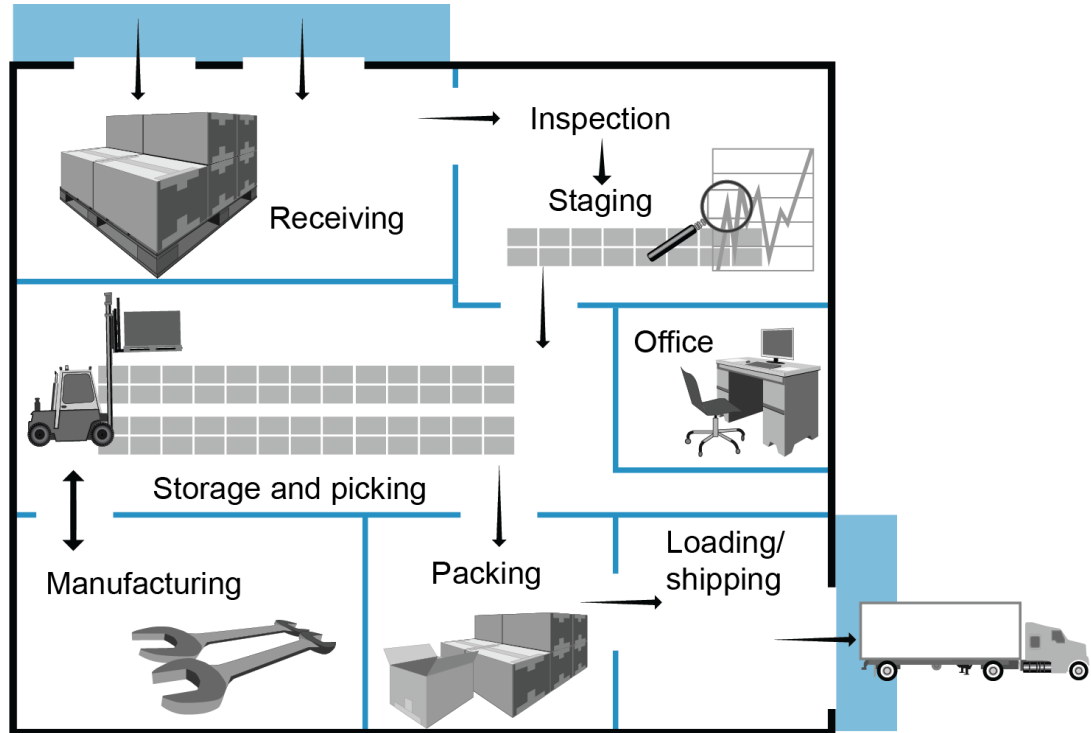 Inspection
Staging
Receiving
Office
Storage and picking
Manufacturing
Packing
Loading/
shipping